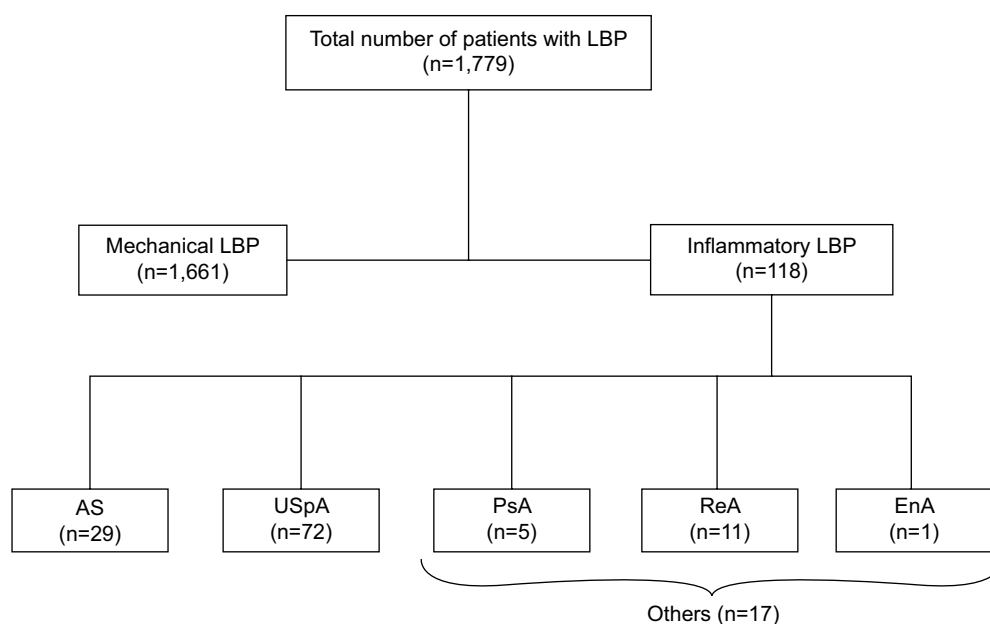 Total number of patients with LBP
(n=1,779)
Mechanical LBP
(n=1,661)
Inflammatory LBP
(n=118)
AS
(n=29)
USpA
(n=72)
PsA
(n=5)
ReA
(n=11)
EnA
(n=1)
Others (n=17)